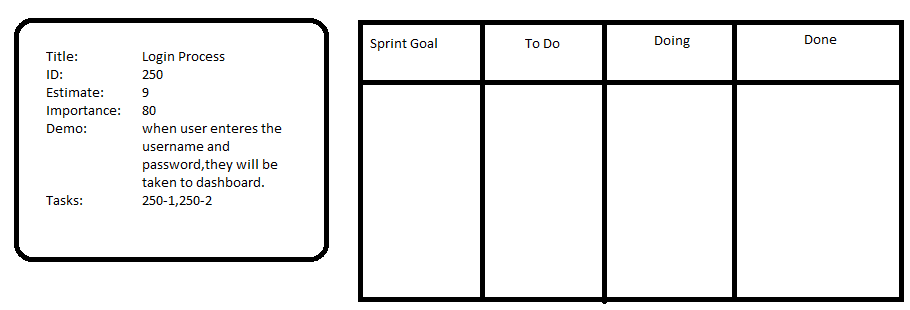 Title: Login Process
ID: 250
Estimate: 9
Importance: 80
Demo: when user enteres the
username and
password,they will be
taken to dashboard.
Tasks: 250-1,250-2
Sprint Goal To Do Doing Done